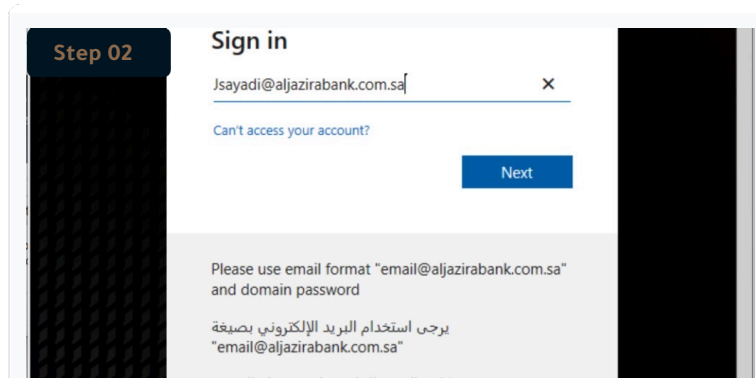 Step 02
Sign in
Jsayadi@aljazirabank.com.sa
Can't access your account?
Next
Please use email format "email@aljazirabank.com.sa"
and domain password
يرجى استخدام البريد الإلكتروني بصيغة
"email@aljazirabank.com.sa"